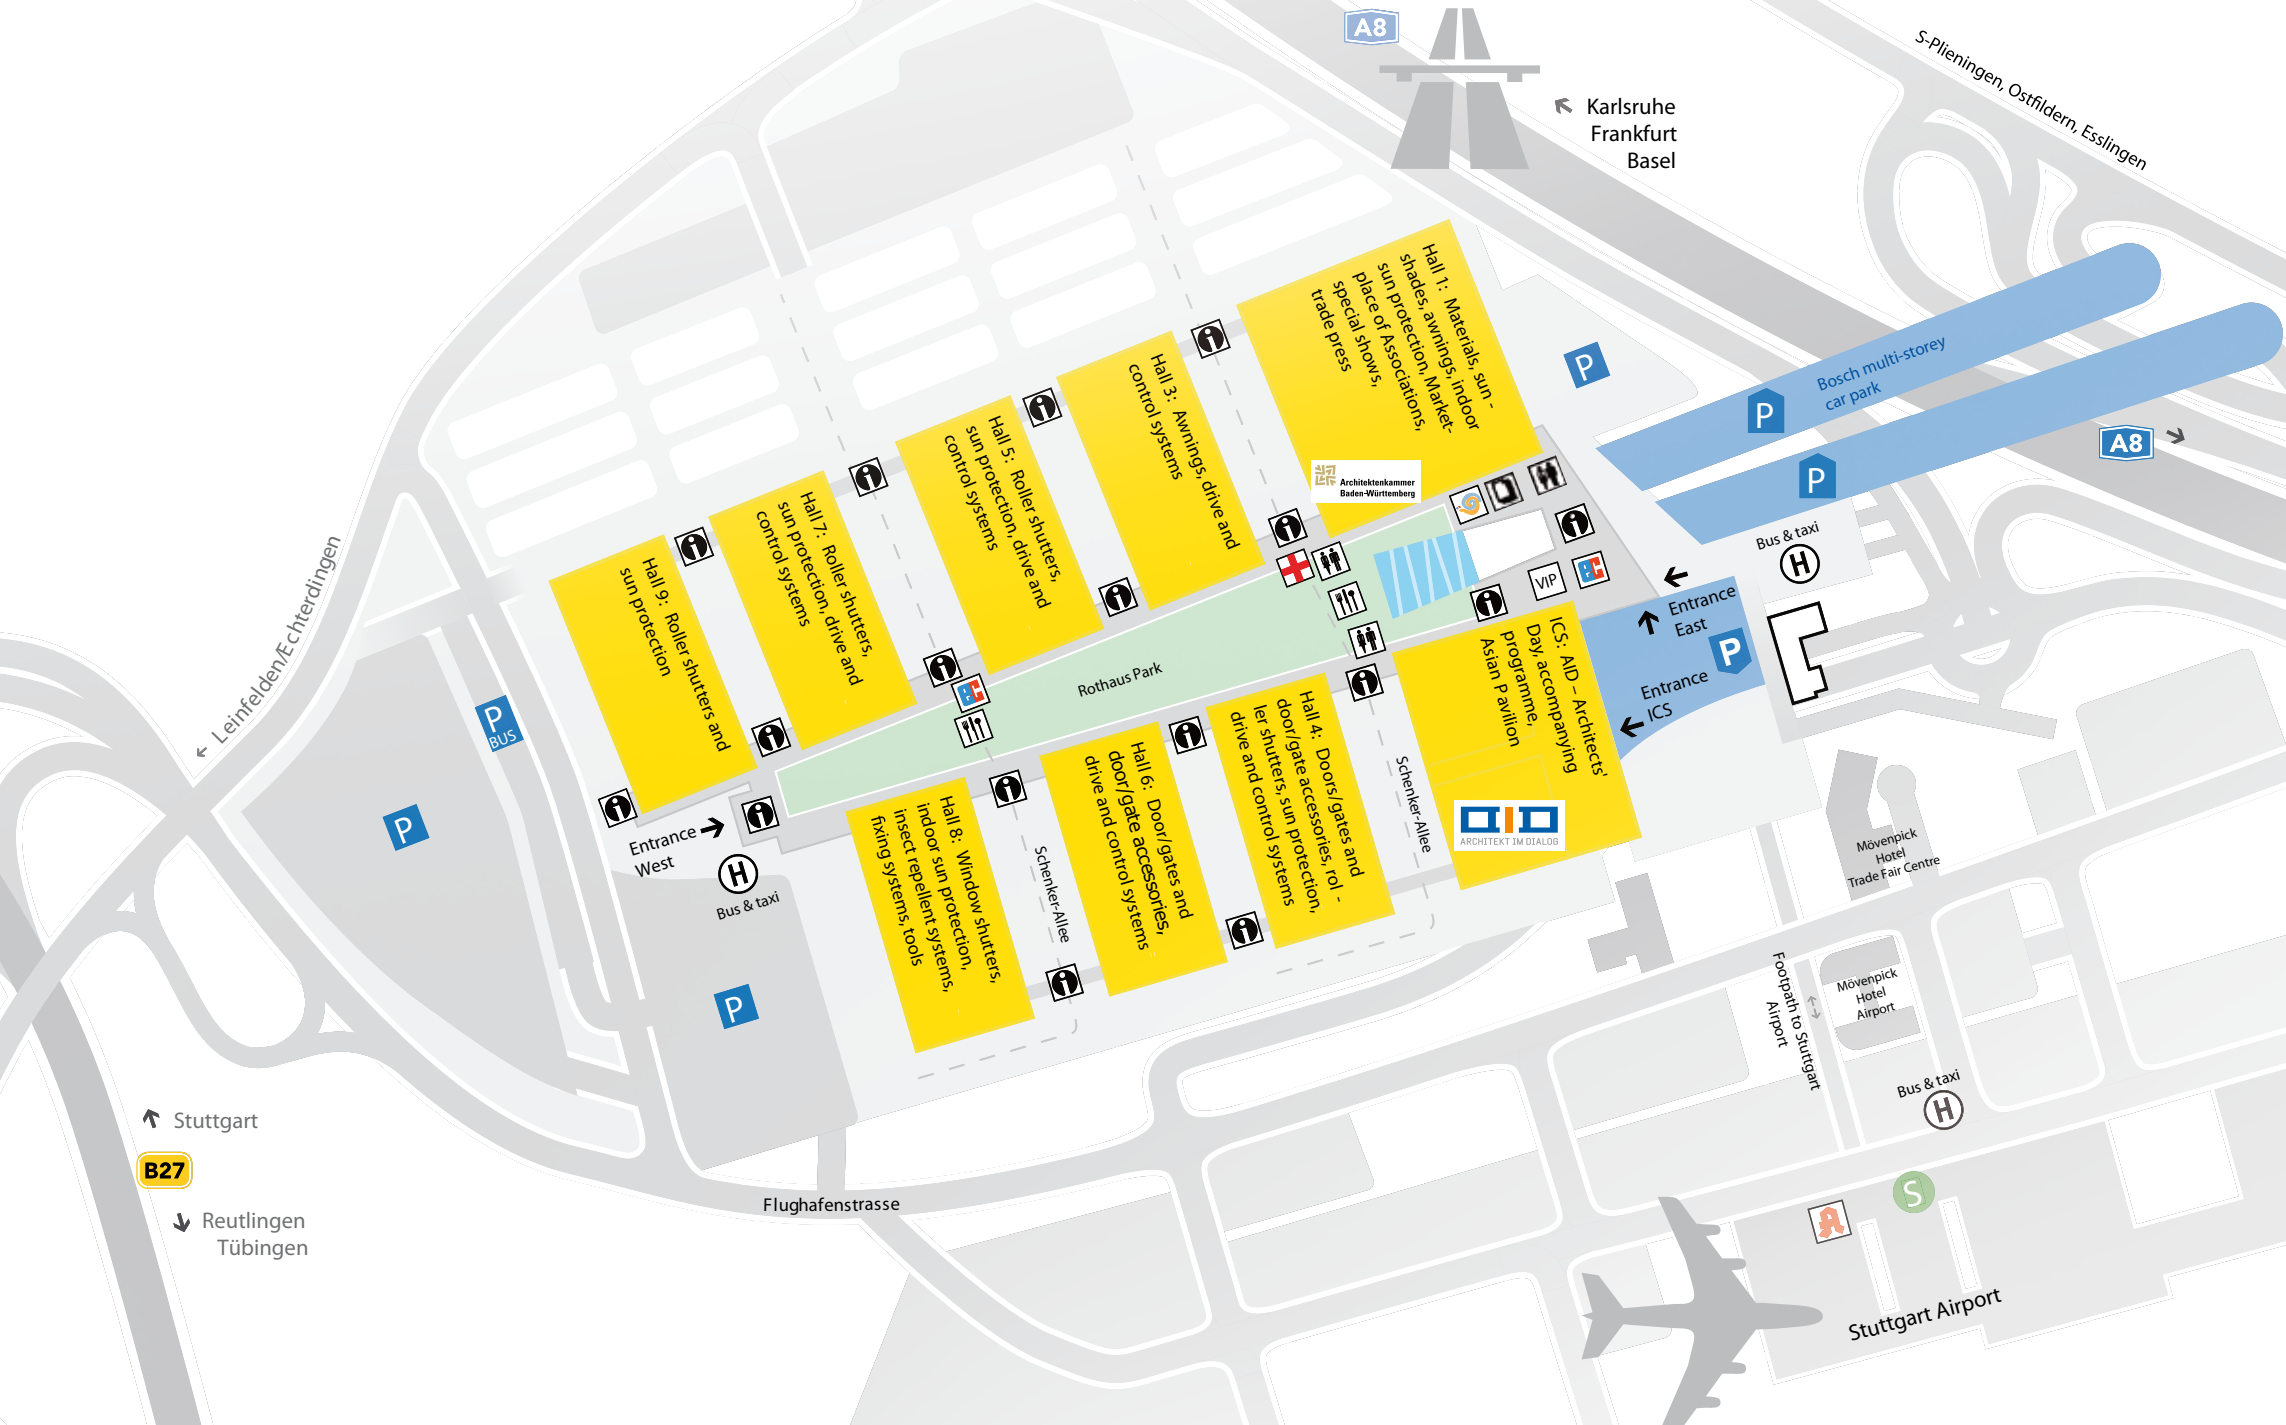 A8
Karlsruhe
Frankfurt
Basel
S-Plieningen, Ostfildern, Esslingen
Hall 1: Materials, sun -
shades, awnings, indoor
sun protection, Market-
place of Associations,
special shows,
trade press
P
Bosch multi-storey
car park
P
P
A8
Hall 3: Awnings, drive and
control systems
Hall 5: Roller shutters,
sun protection, drive and
control systems
Hall 7: Roller shutters,
sun protection, drive and
control systems
Hall 9: Roller shutters and
sun protection
Architektenkammer
Baden-Württemberg
Bus & taxi
H
VIP
EC
Entrance
East
P
Entrance
ICS
ICS: AID – Architects'
Day, accompanying
programme,
Asian Pavilion
AID
ARCHITEKT IM DIALOG
Leinfelden/Echterdingen
P
BUS
P
Rothaus Park
EC
Hall 4: Doors/gates and
door/gate accessories, rol -
ler shutters, sun protection,
drive and control systems
Hall 6: Door/gates and
door/gate accessories,
drive and control systems
Hall 8: Window shutters,
indoor sun protection,
insect repellent systems,
fixing systems, tools
Schenker-Allee
Schenker-Allee
Entrance
West
H
Bus & taxi
P
Mövenpick
Hotel
Trade Fair Centre
Footpath to Stuttgart
Airport
Mövenpick
Hotel
Airport
Bus & taxi
H
Stuttgart
B27
Reutlingen
Tübingen
Flughafenstrasse
S
A
Stuttgart Airport